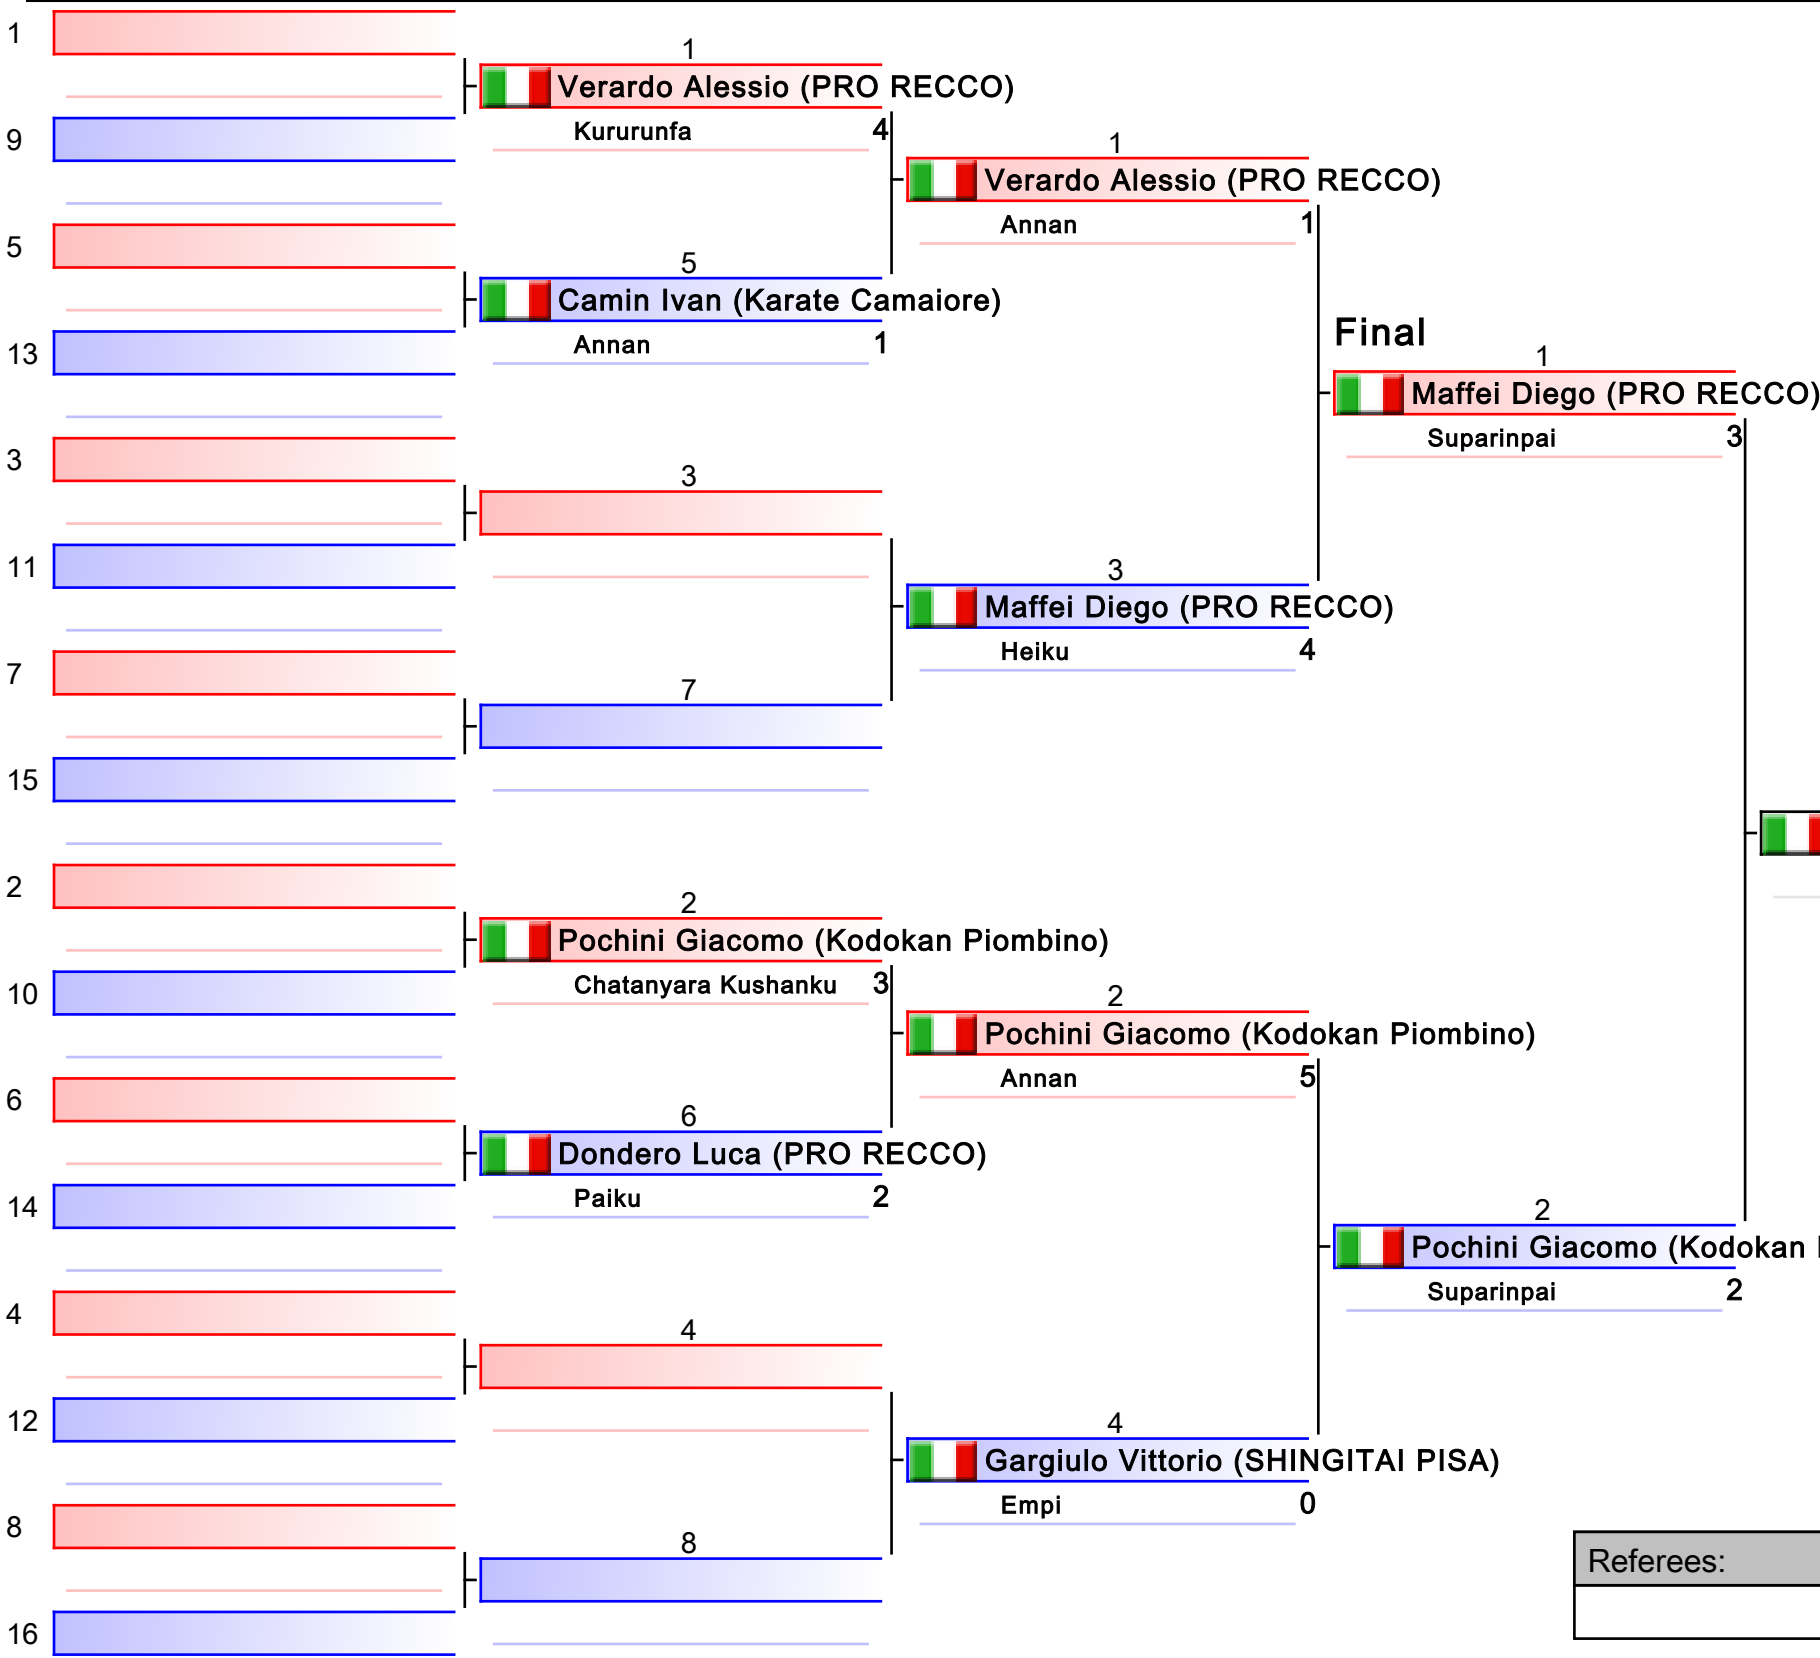 1
9
5
13
3
11
7
15
2
10
6
14
4
12
8
16
1
Verardo Alessio (PRO RECCO)
Kururunfa 4
5
Camin Ivan (Karate Camaiore)
Annan 1
3
7
2
Pochini Giacomo (Kodokan Piombino)
Chatanyara Kushanku 3
6
Dondero Luca (PRO RECCO)
Paiku 2
4
8
1
Verardo Alessio (PRO RECCO)
Annan 1
3
Maffei Diego (PRO RECCO)
Heiku 4
2
Pochini Giacomo (Kodokan Piombino)
Annan 5
4
Gargiulo Vittorio (SHINGITAI PISA)
Empi 0
Final
1
Maffei Diego (PRO RECCO)
Suparinpai 3
2
Pochini Giacomo (Kodokan
Suparinpai 2
Referees: